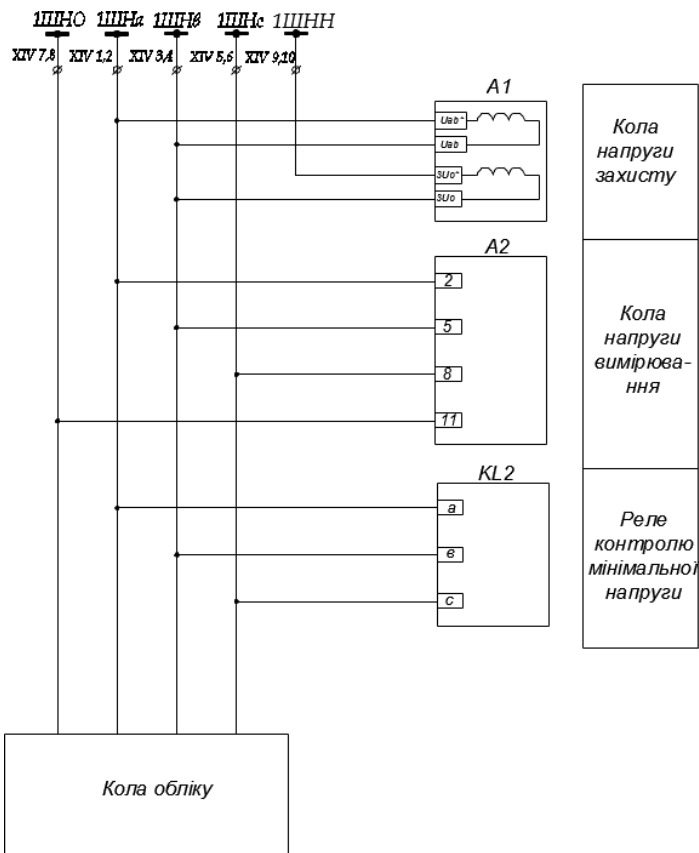 1ШНО 1ШНа 1ШНв 1ШНс 1ШНН
XIV 7,8 XIV 1,2 XIV 3,4 XIV 5,6 XIV 9,10
А1
Uab*
Uab
3Uo*
3Uo
Кола
напруги
захисту
А2
2
5
8
11
Кола
напруги
вимірюва-
ння
KL2
а
в
с
Реле
контролю
мінімальної
напруги
Кола обліку